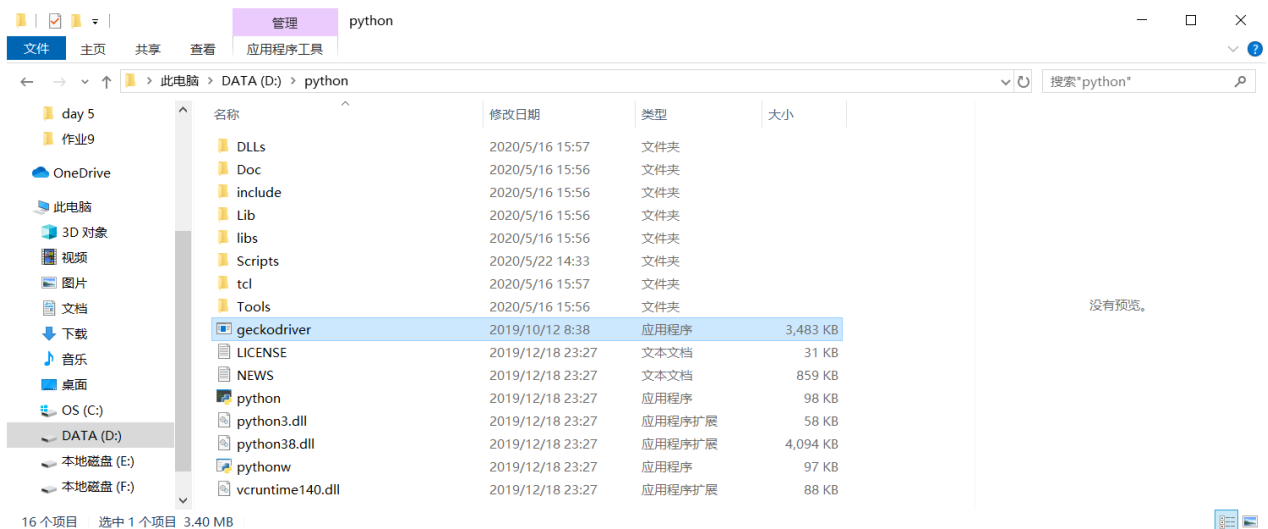 管理 python
文件 主页 共享 查看 应用程序工具
此电脑 DATA (D:) python 搜索"python"
day 5
作业9
OneDrive
此电脑
3D 对象
视频
图片
文档
下载
音乐
桌面
OS (C:)
DATA (D:)
本地磁盘 (E:)
本地磁盘 (F:)
名称 修改日期 类型 大小
DLLs 2020/5/16 15:57 文件夹
Doc 2020/5/16 15:56 文件夹
include 2020/5/16 15:56 文件夹
Lib 2020/5/16 15:56 文件夹
libs 2020/5/16 15:56 文件夹
Scripts 2020/5/22 14:33 文件夹
tcl 2020/5/16 15:57 文件夹
Tools 2020/5/16 15:56 文件夹
geckodriver 2019/10/12 8:38 应用程序 3,483 KB
LICENSE 2019/12/18 23:27 文本文档 31 KB
NEWS 2019/12/18 23:27 文本文档 859 KB
python 2019/12/18 23:27 应用程序 98 KB
python3.dll 2019/12/18 23:27 应用程序扩展 58 KB
python38.dll 2019/12/18 23:27 应用程序扩展 4,094 KB
pythonw 2019/12/18 23:27 应用程序 97 KB
vcruntime140.dll 2019/12/18 23:27 应用程序扩展 88 KB
没有预览。
16 个项目 选中 1 个项目 3.40 MB